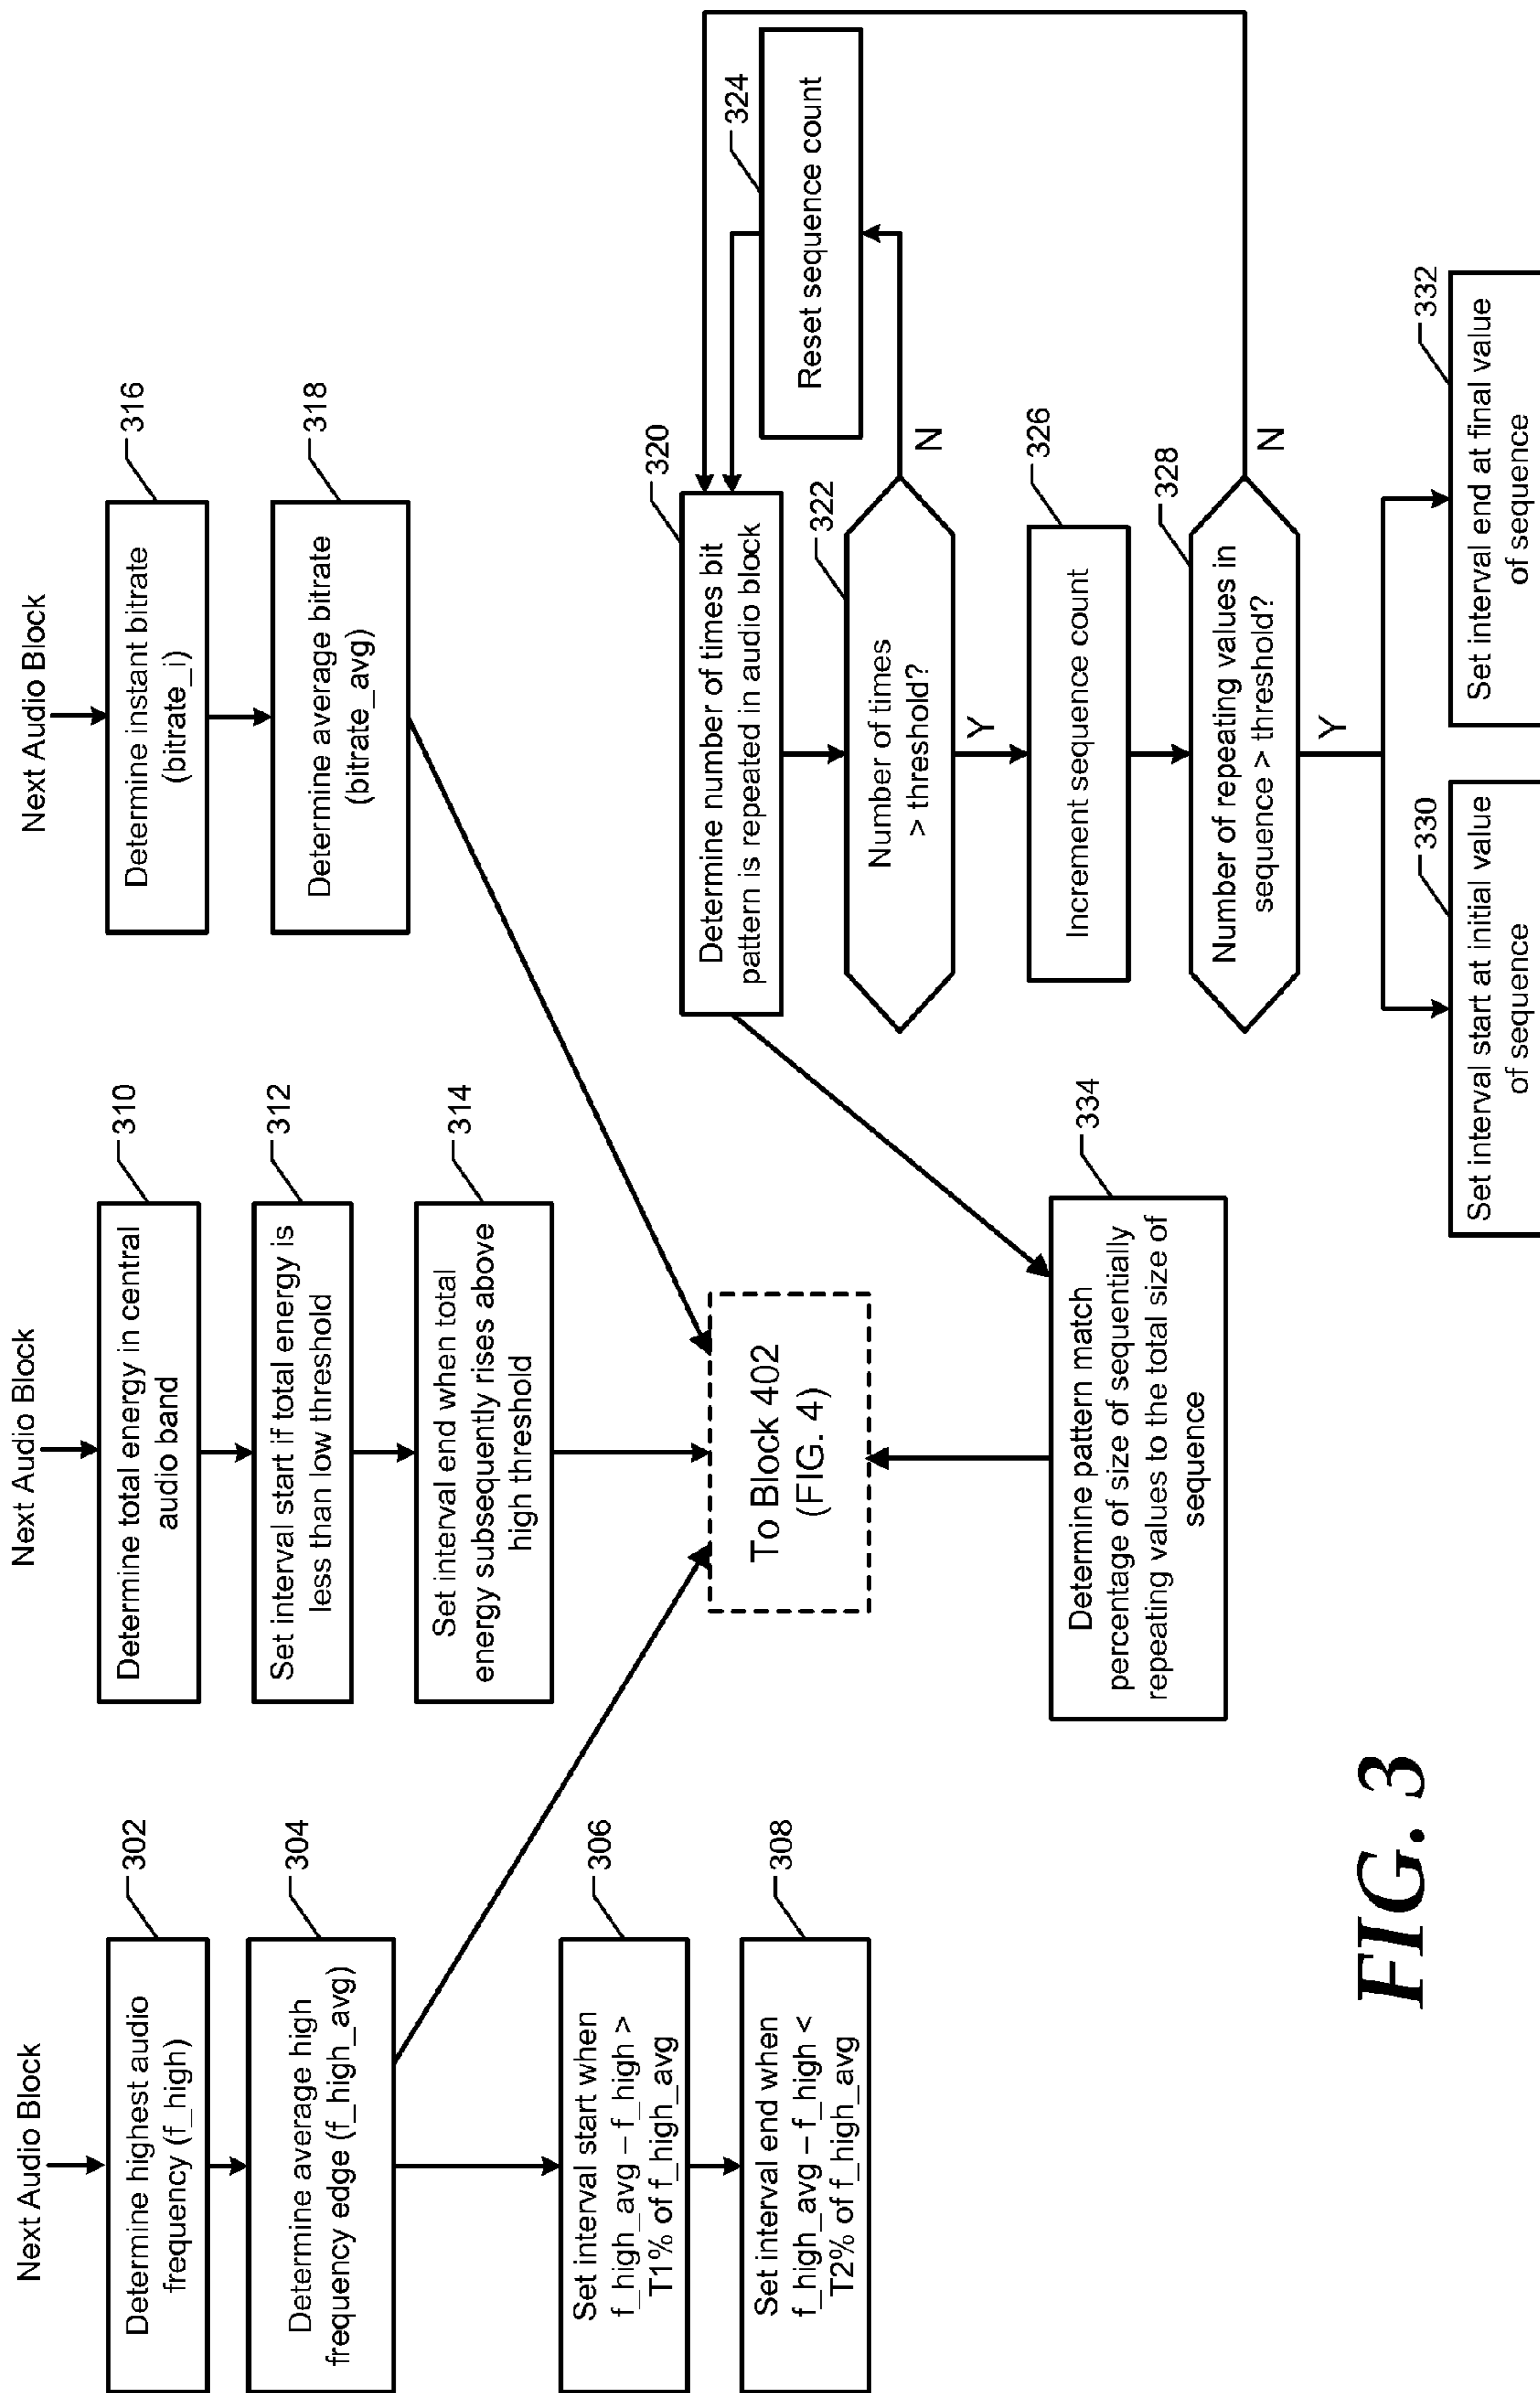 Next Audio Block
302
Determine highest audio
frequency (f_high)
304
Determine average high
frequency edge (f_high_avg)
306
Set interval start when
f_high_avg – f_high >
T1% of f_high_avg
308
Set interval end when
f_high_avg – f_high <
T2% of f_high_avg
Next Audio Block
310
Determine total energy in central
audio band
312
Set interval start if total energy is
less than low threshold
314
Set interval end when total
energy subsequently rises above
high threshold
To Block 402
(FIG. 4)
334
Determine pattern match
percentage of size of sequentially
repeating values to the total size of
sequence
Next Audio Block
316
Determine instant bitrate
(bitrate_i)
318
Determine average bitrate
(bitrate_avg)
320
Determine number of times bit
pattern is repeated in audio block
322
Number of times
> threshold?
N
Y
324
Reset sequence count
326
Increment sequence count
328
Number of repeating values in
sequence > threshold?
N
Y
330
Set interval start at initial value
of sequence
332
Set interval end at final value
of sequence
FIG. 3